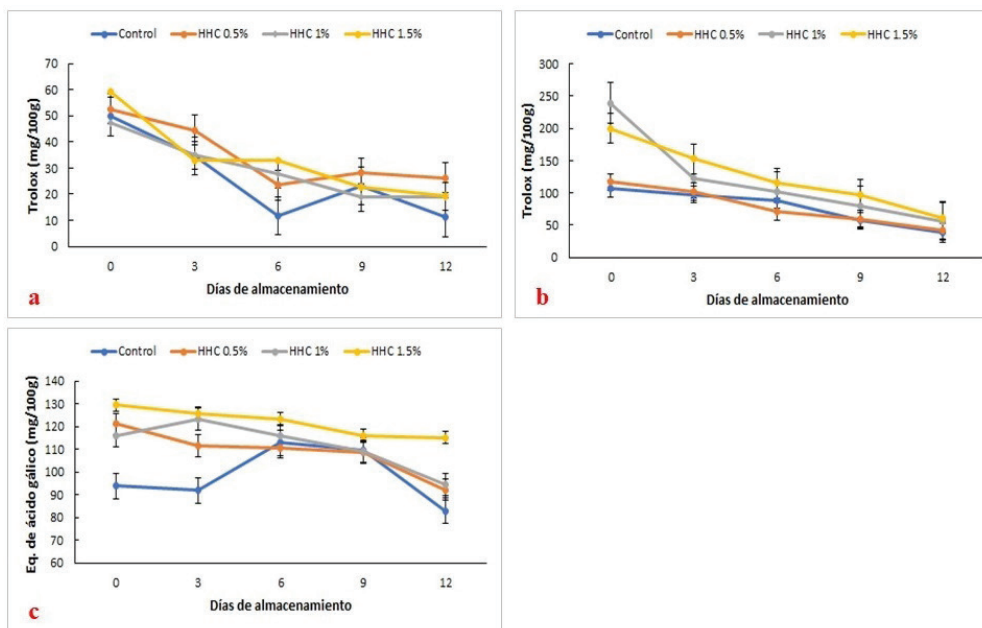 Control HHC 0.5% HHC 1% HHC 1.5%
Trolox (mg/100g)
70
60
50
40
30
20
10
0
0 3 6 9 12
Días de almacenamiento
a
Control HHC 0.5% HHC 1% HHC 1.5%
Trolox (mg/100g)
300
250
200
150
100
50
0
0 3 6 9 12
Días de almacenamiento
b
Control HHC 0.5% HHC 1% HHC 1.5%
Eq. de ácido gálico (mg/100g)
140
130
120
110
100
90
80
70
60
0 3 6 9 12
Días de almacenamiento
c